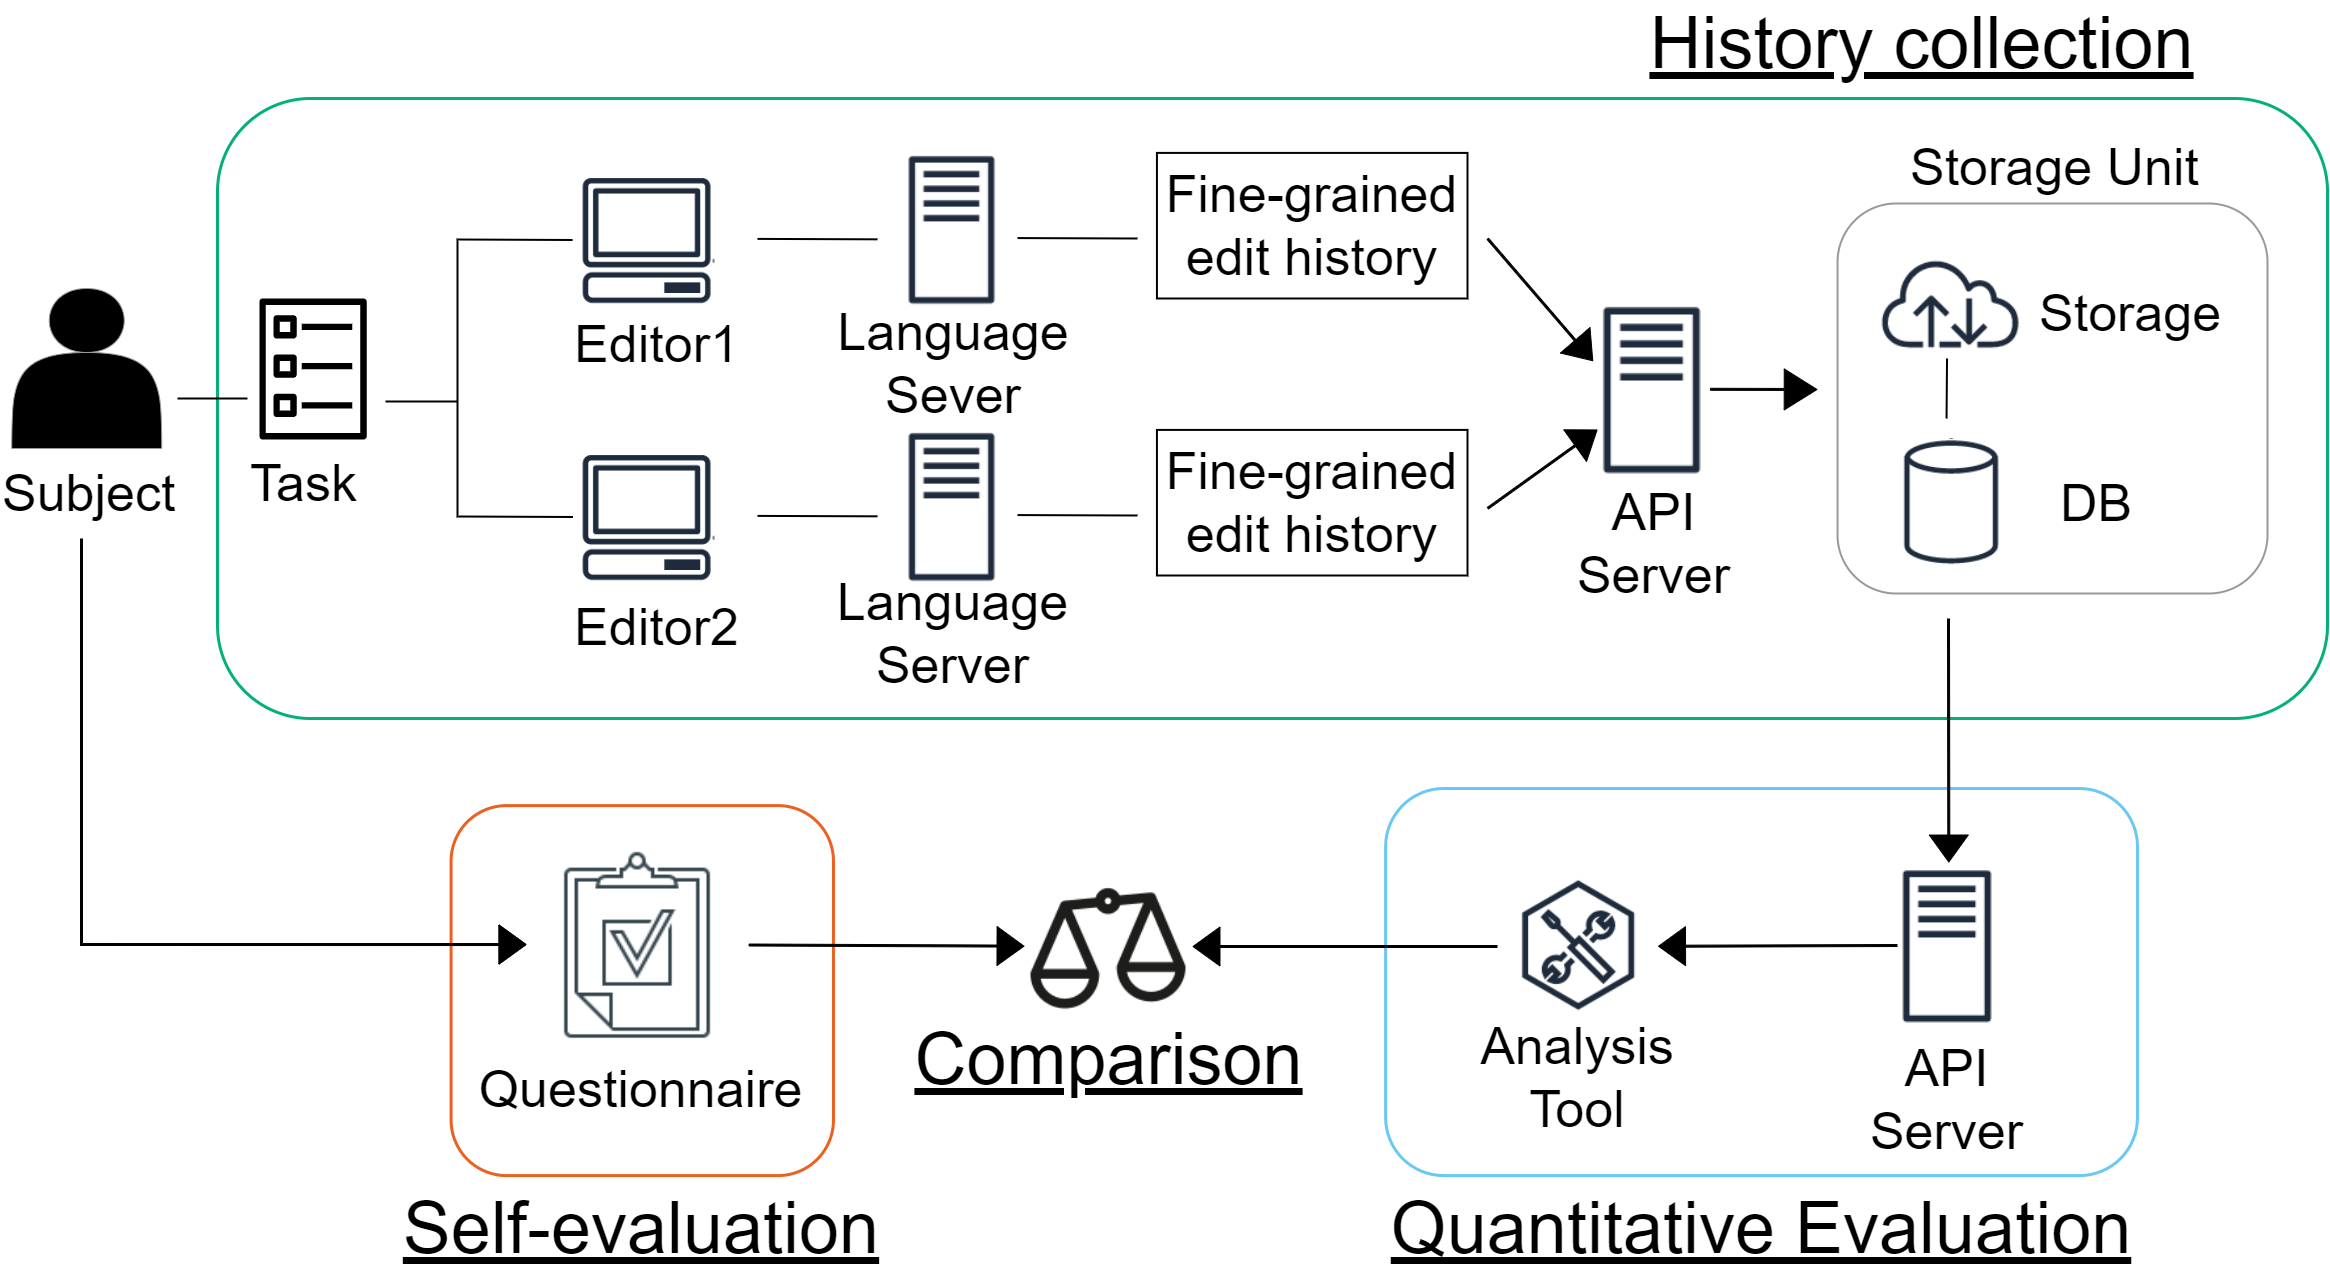 History collection
Storage Unit
Fine-grained
edit history
Storage
Editor1
Language
Sever
Subject
Task
Fine-grained
edit history
API
Server
DB
Editor2
Language
Server
Questionnaire
Comparison
Analysis
Tool
API
Server
Self-evaluation
Quantitative Evaluation